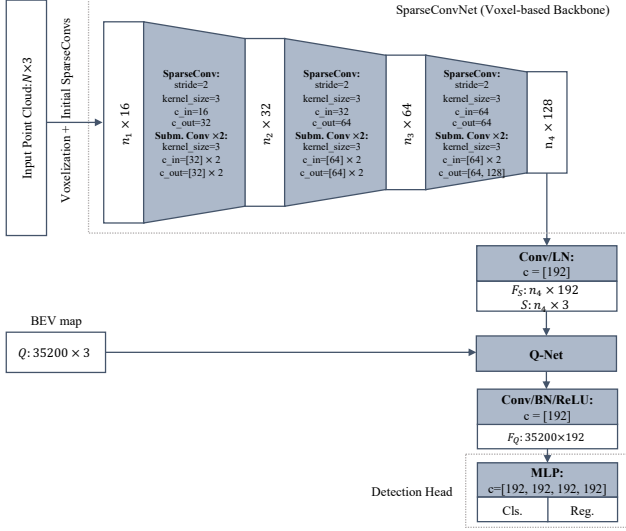 SparseConvNet (Voxel-based Backbone)
Input Point Cloud:N×3
Voxelization + Initial SparseConvs
n₁ × 16
SparseConv:
stride=2
kernel_size=3
c_in=16
c_out=32
Subm. Conv ×2:
kernel_size=3
c_in=[32] × 2
c_out=[32] × 2
n₂ × 32
SparseConv:
stride=2
kernel_size=3
c_in=32
c_out=64
Subm. Conv ×2:
kernel_size=3
c_in=[64] × 2
c_out=[64] × 2
n₃ × 64
SparseConv:
stride=2
kernel_size=3
c_in=64
c_out=64
Subm. Conv ×2:
kernel_size=3
c_in=[64] × 2
c_out=[64, 128]
n₄ × 128
Conv/LN:
c = [192]
F_S: n₄ × 192
S: n₄ × 3
BEV map
Q: 35200 × 3
Q-Net
Conv/BN/ReLU:
c = [192]
F_Q: 35200×192
Detection Head
MLP:
c=[192, 192, 192, 192]
Cls. Reg.